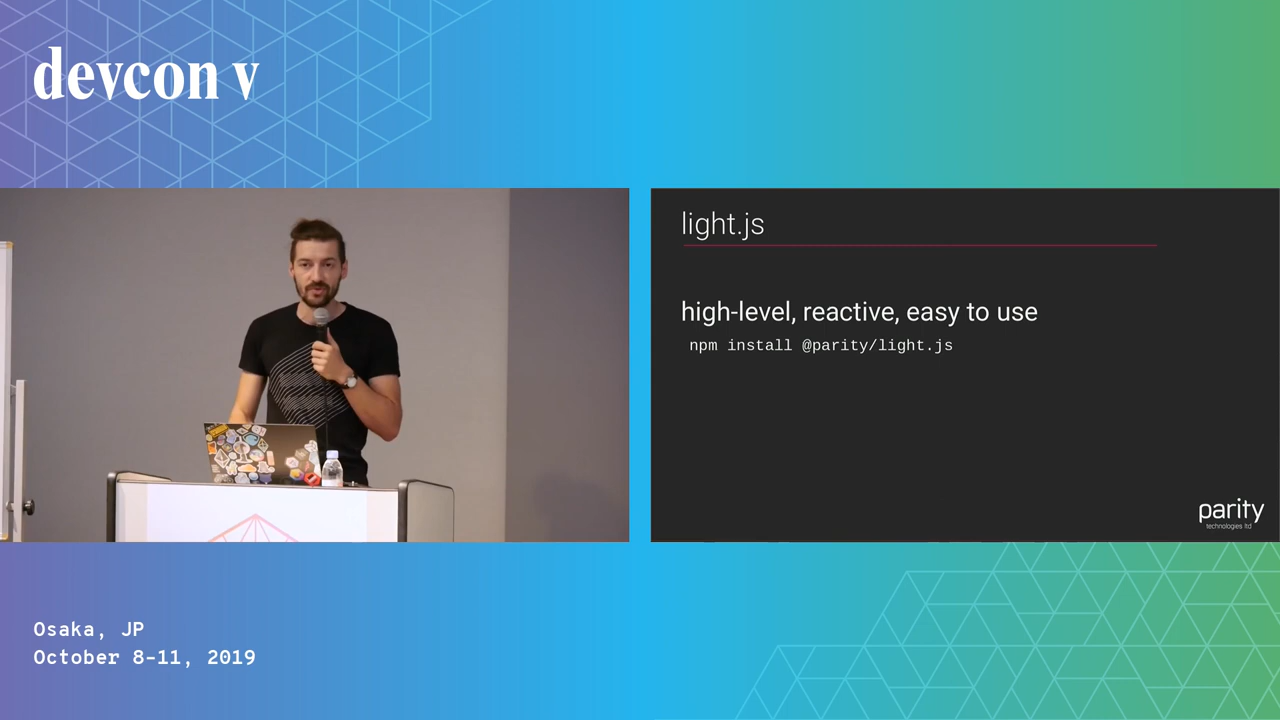 devcon v
light.js
high-level, reactive, easy to use
npm install @parity/light.js
parity
technologies ltd
Osaka, JP
October 8-11, 2019